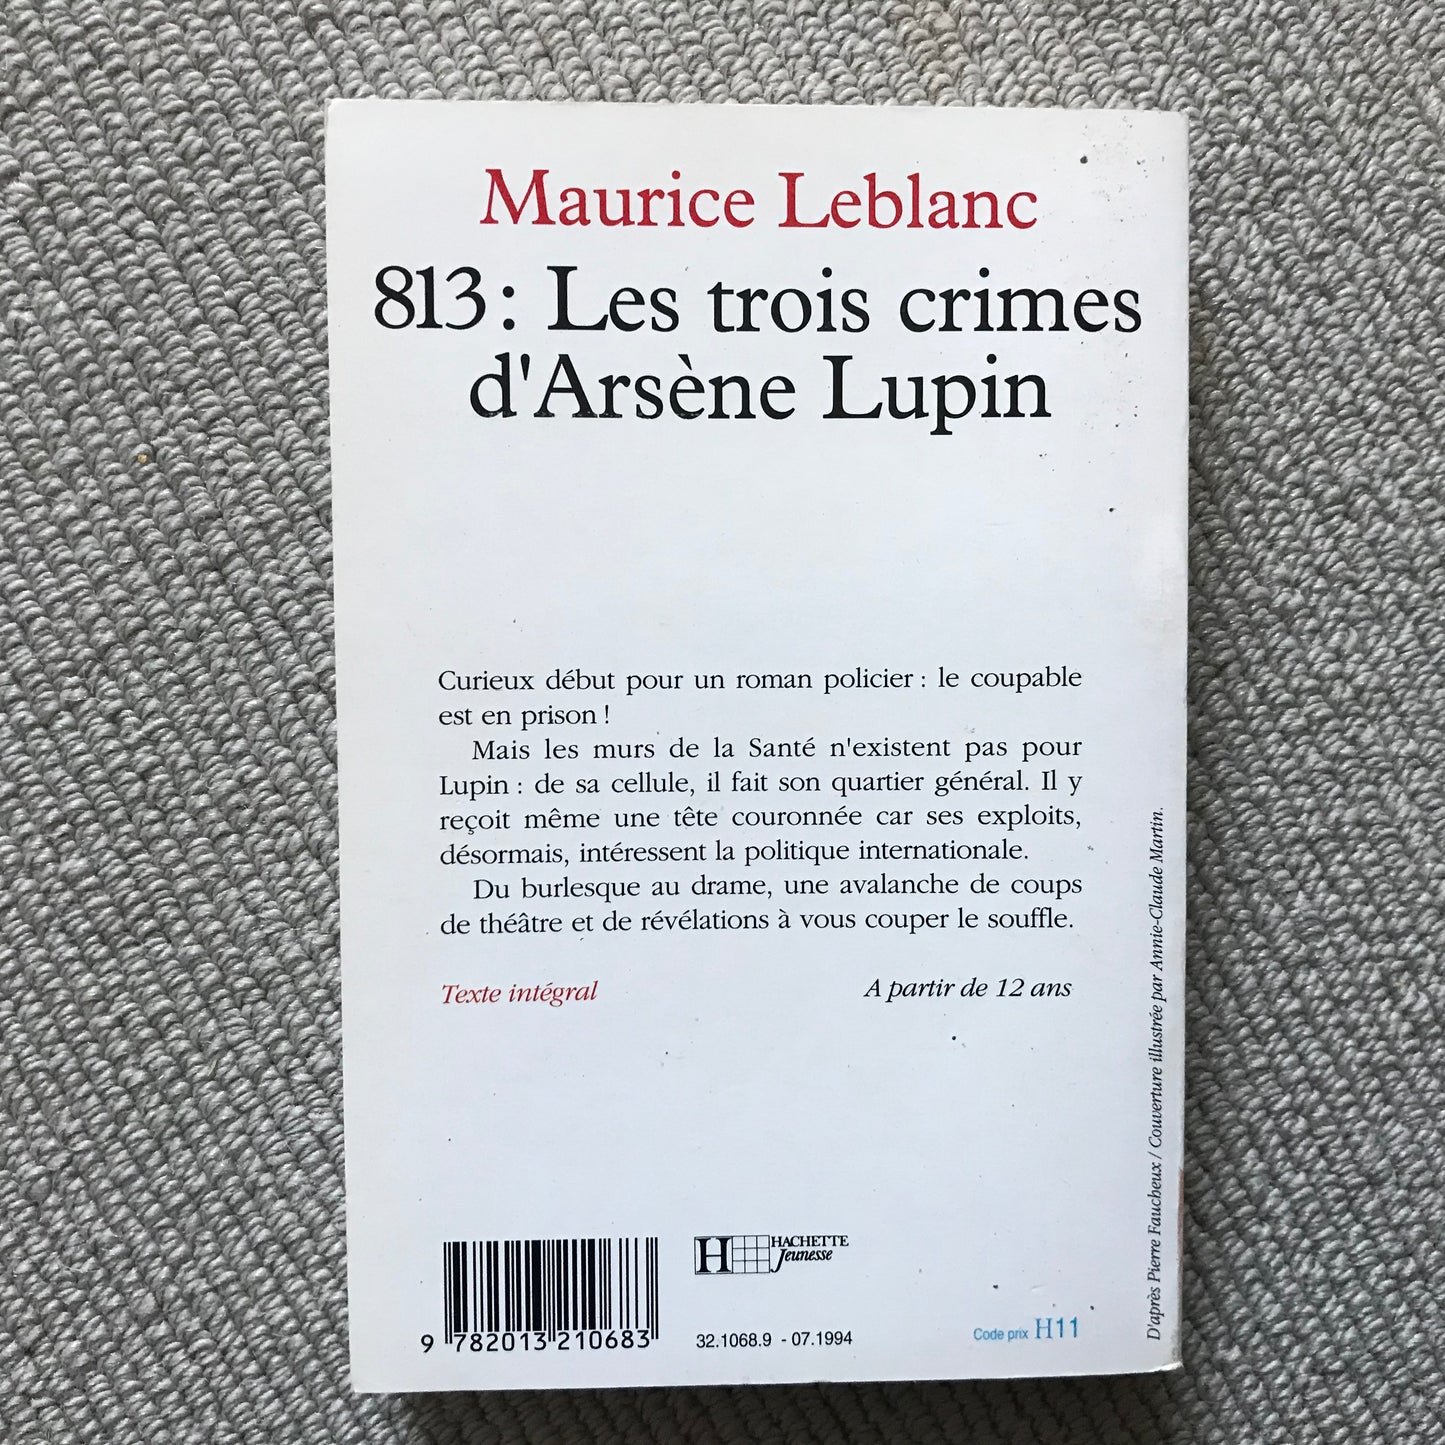 Maurice Leblanc
813 : Les trois crimes
d'Arsène Lupin
Curieux début pour un roman policier : le coupable
est en prison !
Mais les murs de la Santé n'existent pas pour
Lupin : de sa cellule, il fait son quartier général. Il y
reçoit même une tête couronnée car ses exploits,
désormais, intéressent la politique internationale.
Du burlesque au drame, une avalanche de coups
de théâtre et de révélations à vous couper le souffle.
Texte intégral
A partir de 12 ans
D'après Pierre Faucheux / Couverture illustrée par Annie-Claude Martin.
H HACHETTE
Jeunesse
9 782013 210683
32.1068.9 - 07.1994
Code prix H11